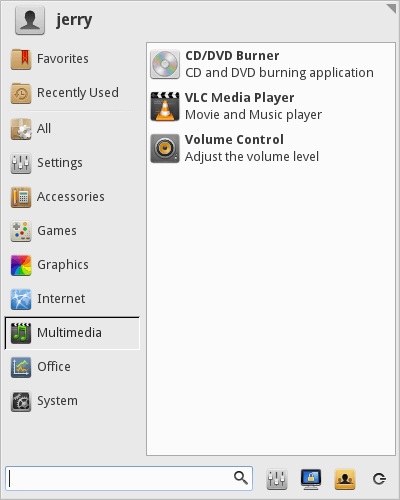 jerry
Favorites
Recently Used
All
Settings
Accessories
Games
Graphics
Internet
Multimedia
Office
System
CD/DVD Burner
CD and DVD burning application
VLC Media Player
Movie and Music player
Volume Control
Adjust the volume level